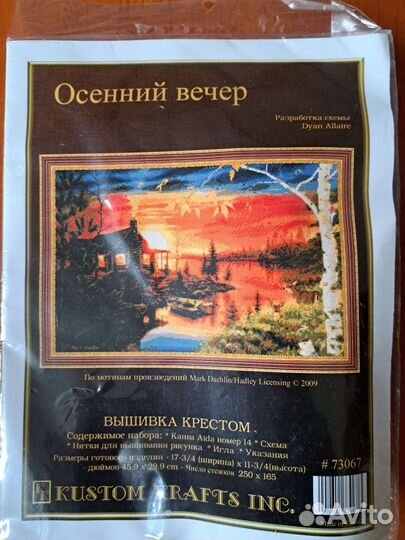 Осенний вечер
Разработка схемы
Dyan Allaire
По мотивам произведений Mark Daehlin/Hadley Licensing © 2009
ВЫШИВКА КРЕСТОМ
Содержимое набора: * Канва Aida номер 14 * Схема
* Нитки для вышивания рисунка * Игла * Указания
Размеры готового изделия - 17-3/4 (ширина) x 11-3/4(высота)
- дюймов 45.9 x 29.9 cm - Число стежков 250 x 165
# 73067
KUSTOM KRAFTS INC.
Avito